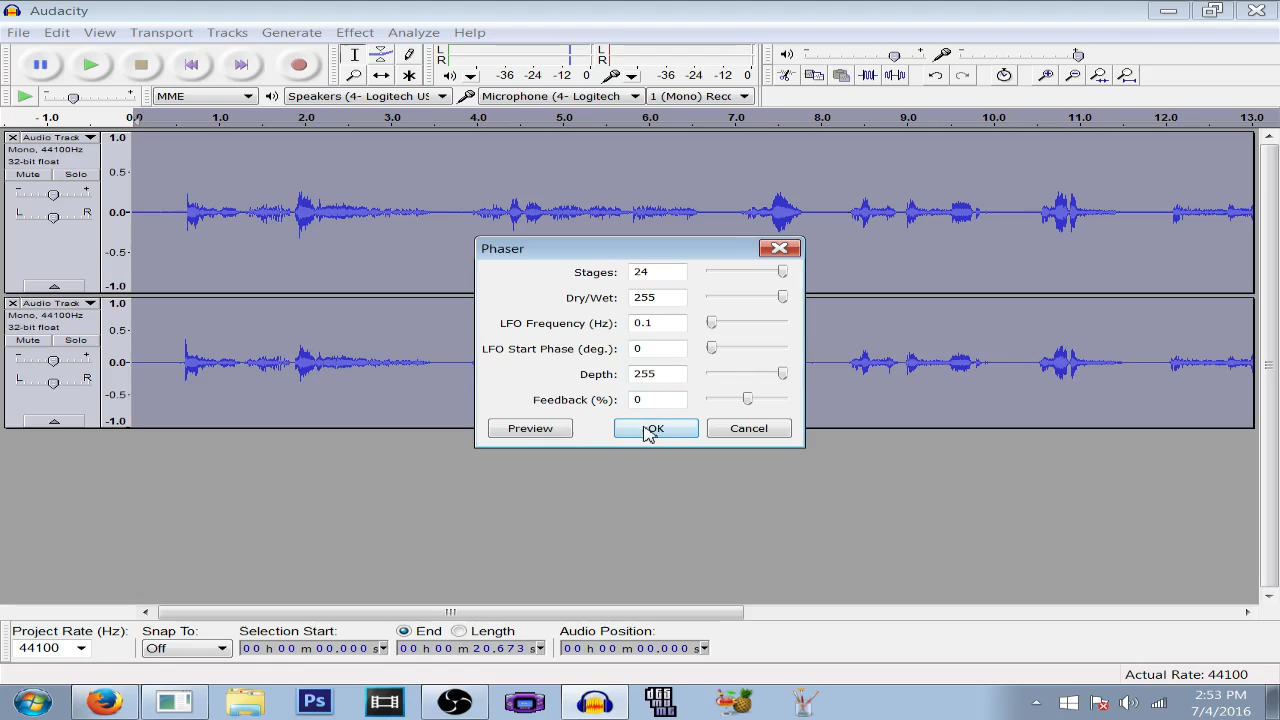 Audacity
File Edit View Transport Tracks Generate Effect Analyze Help
L
R
-36 -24 -12 0
L
R
-36 -24 -12 0
MME
Speakers (4- Logitech US
Microphone (4- Logitech
1 (Mono) Recc
- 1.0 0.0 1.0 2.0 3.0 4.0 5.0 6.0 7.0 8.0 9.0 10.0 11.0 12.0 13.0
Audio Track
Mono, 44100Hz
32-bit float
Mute Solo
- +
L R
1.0
0.5
0.0
-0.5
-1.0
Audio Track
Mono, 44100Hz
32-bit float
Mute Solo
- +
L R
1.0
0.5
0.0
-0.5
-1.0
Phaser
Stages: 24
Dry/Wet: 255
LFO Frequency (Hz): 0.1
LFO Start Phase (deg.): 0
Depth: 255
Feedback (%): 0
Preview OK Cancel
Project Rate (Hz): Snap To: Selection Start: End Length Audio Position:
44100 Off 00 h 00 m 00.000 s 00 h 00 m 20.673 s 00 h 00 m 00.000 s
Actual Rate: 44100
Ps
2:53 PM
7/4/2016